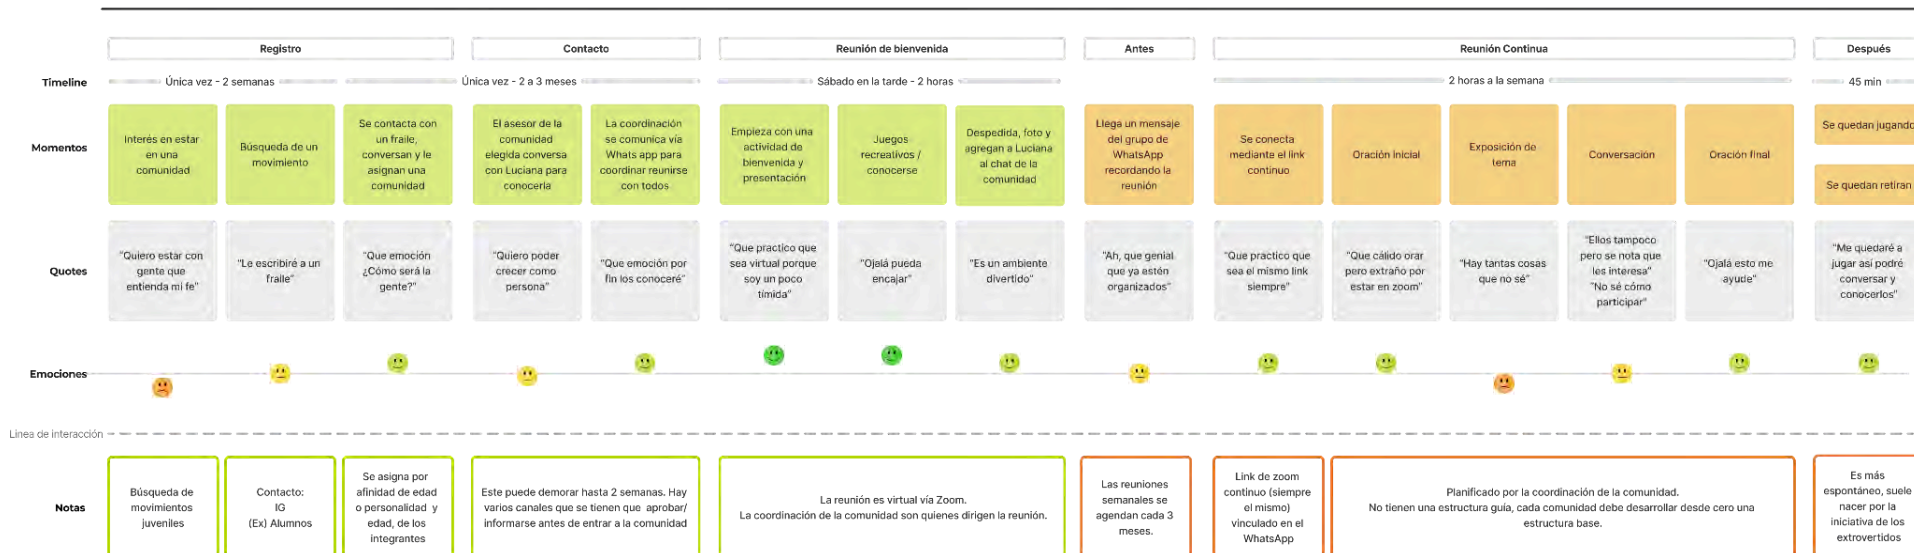 Registro
Contacto
Reunión de bienvenida
Antes
Reunión Continua
Después
Timeline
Única vez - 2 semanas
Única vez - 2 a 3 meses
Sábado en la tarde - 2 horas
2 horas a la semana
45 min
Momentos
Interés en estar
en una
comunidad
Búsqueda de un
movimiento
Se contacta con
un fraile,
conversan y le
asignan una
comunidad
El asesor de la
comunidad
elegida conversa
con Luciana para
conocerla
La coordinación
se comunica vía
Whats app para
coordinar reunirse
con todos
Empieza con una
actividad de
bienvenida y
presentación
Juegos
recreativos /
conocerse
Despedida, foto y
agregan a Luciana
al chat de la
comunidad
Llega un mensaje
del grupo de
WhatsApp
recordando la
reunión
Se conecta
mediante el link
continuo
Oración Inicial
Exposición de
tema
Conversación
Oración final
Se quedan jugando
Se quedan retiran
Quotes
"Quiero estar con
gente que
entienda mi fe"
"Le escribiré a un
fraile"
"Que emoción
¿Cómo será la
gente?"
"Quiero poder
crecer como
persona"
"Que emoción por
fin los conoceré"
"Que practico que
sea virtual porque
soy un poco
tímida"
"Ojalá pueda
encajar"
"Es un ambiente
divertido"
"Ah, que genial
que ya estén
organizados"
"Que practico que
sea el mismo link
siempre"
"Que cálido orar
pero extraño por
estar en zoom"
"Hay tantas cosas
que no sé"
"Ellos tampoco
pero se nota que
les interesa"
"No sé cómo
participar"
"Ojalá esto me
ayude"
"Me quedaré a
jugar así podré
conversar y
conocerlos"
Emociones
Línea de interacción
Notas
Búsqueda de
movimientos
juveniles
Contacto:
IG
(Ex) Alumnos
Se asigna por
afinidad de edad
o personalidad y
edad, de los
integrantes
Este puede demorar hasta 2 semanas. Hay
varios canales que se tienen que aprobar/
informarse antes de entrar a la comunidad
La reunión es virtual vía Zoom.
La coordinación de la comunidad son quienes dirigen la reunión.
Las reuniones
semanales se
agendan cada 3
meses.
Link de zoom
continuo (siempre
el mismo)
vinculado en el
WhatsApp
Planificado por la coordinación de la comunidad.
No tienen una estructura guía, cada comunidad debe desarrollar desde cero una
estructura base.
Es más
espontáneo, suele
nacer por la
iniciativa de los
extrovertidos